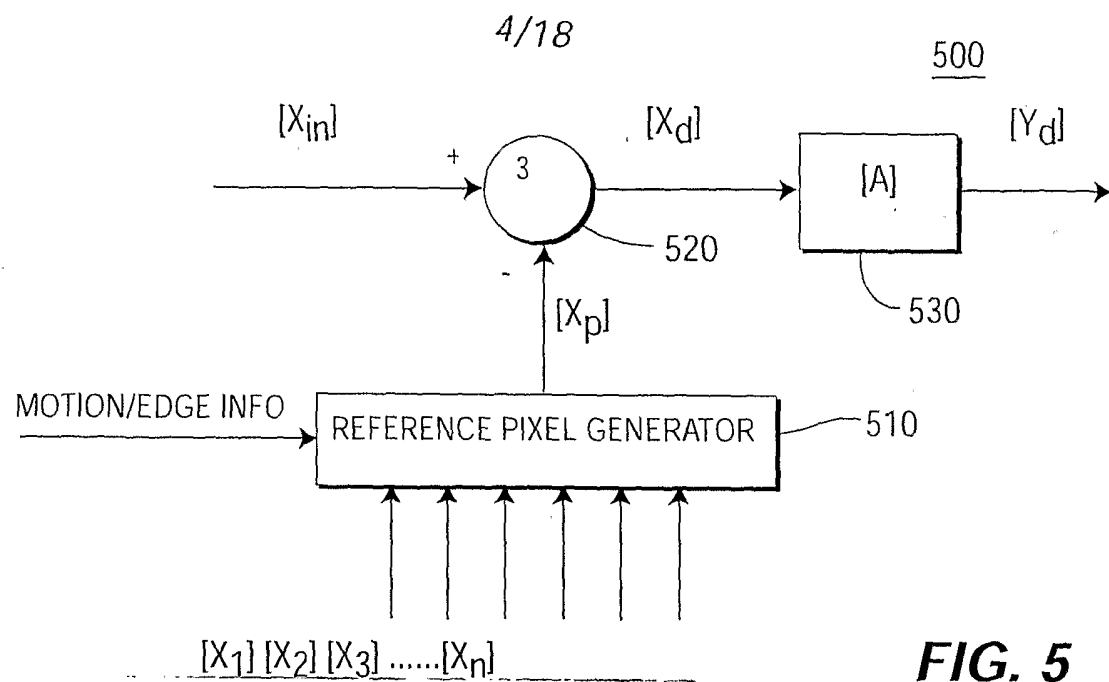 4/18
500
[Xin] [Xd] [Yd]
+ 3 [A]
520
-
530
[Xp]
MOTION/EDGE INFO
REFERENCE PIXEL GENERATOR 510
[X1] [X2] [X3] ......[Xn]
FIG. 5